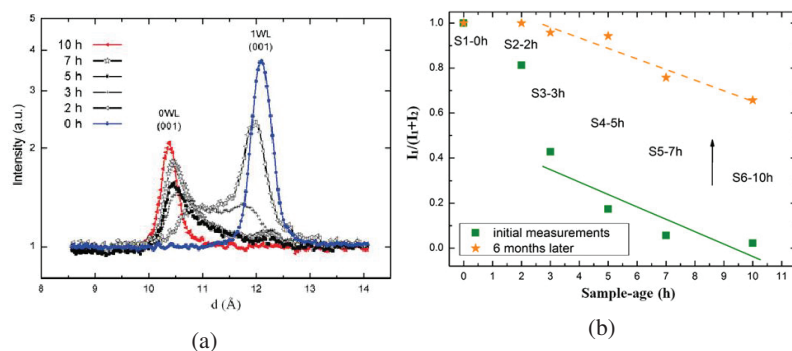 10 h
7 h
5 h
3 h
2 h
0 h
1WL
(001)
0WL
(001)
Intensity (a.u.)
5
4
3
2
1
8 9 10 11 12 13 14
d (Å)
(a)
I₁/(I₁+I₂)
1.0
0.8
0.6
0.4
0.2
0.0
S1-0h
S2-2h
S3-3h
S4-5h
S5-7h
S6-10h
initial measurements
6 months later
0 1 2 3 4 5 6 7 8 9 10 11
Sample-age (h)
(b)